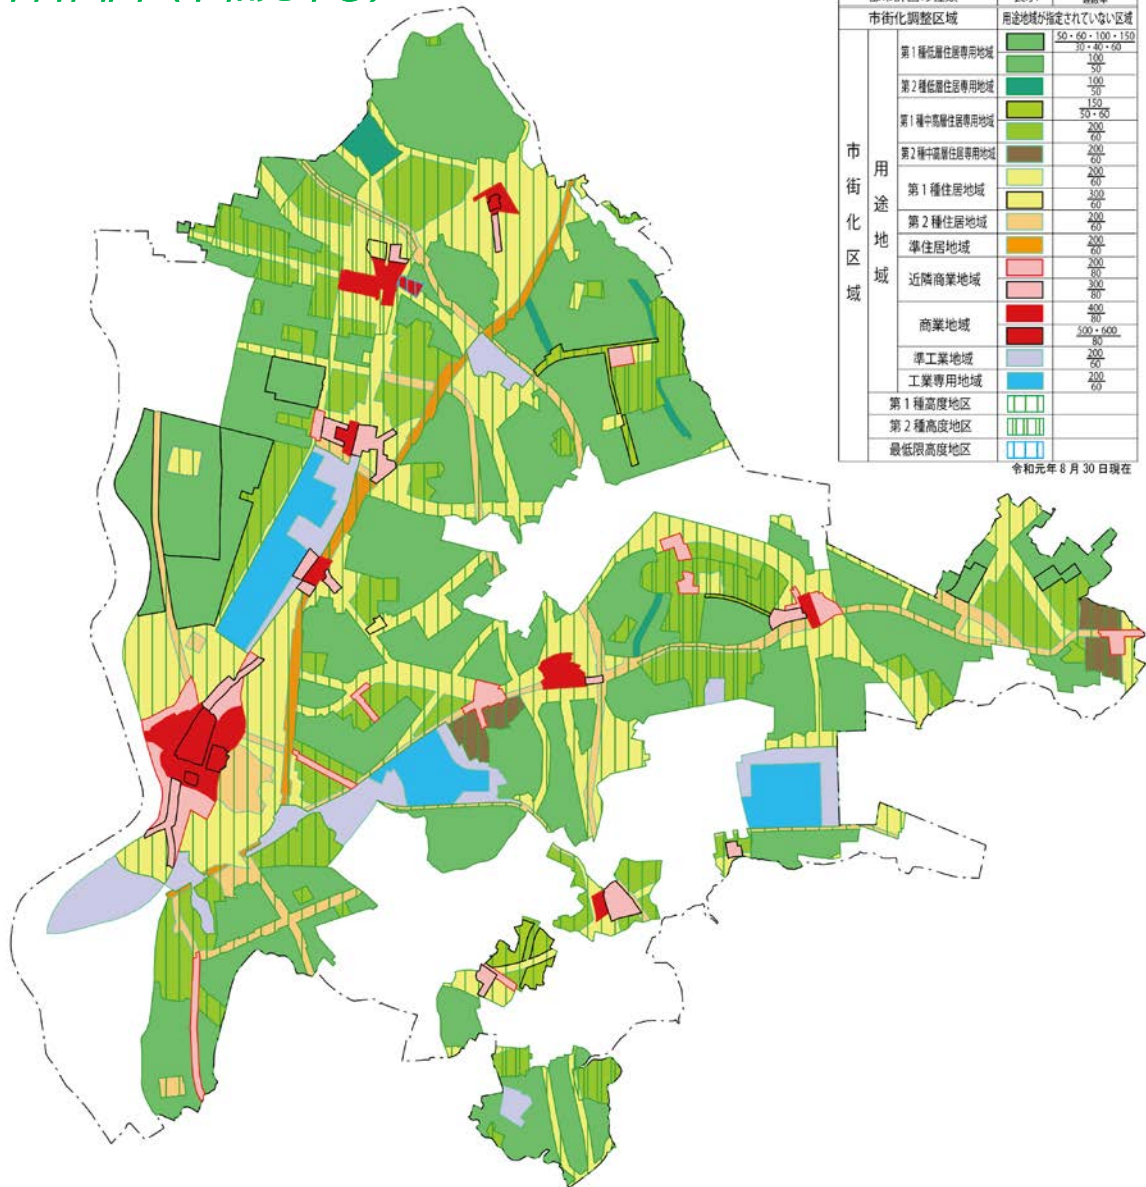 市街化調整区域 用途地域が指定されていない区域
市街化区域
用途地域
第1種低層住居専用地域 50・60・100・150
30・40・60
100
50
第2種低層住居専用地域 100
50
第1種中高層住居専用地域 150
50・60
200
60
第2種中高層住居専用地域 200
60
第1種住居地域 200
60
300
60
第2種住居地域 200
60
準住居地域 200
60
近隣商業地域 200
80
300
80
商業地域 400
80
500・600
80
準工業地域 200
60
工業専用地域 200
60
第1種高度地区
第2種高度地区
最低限高度地区
令和元年8月30日現在